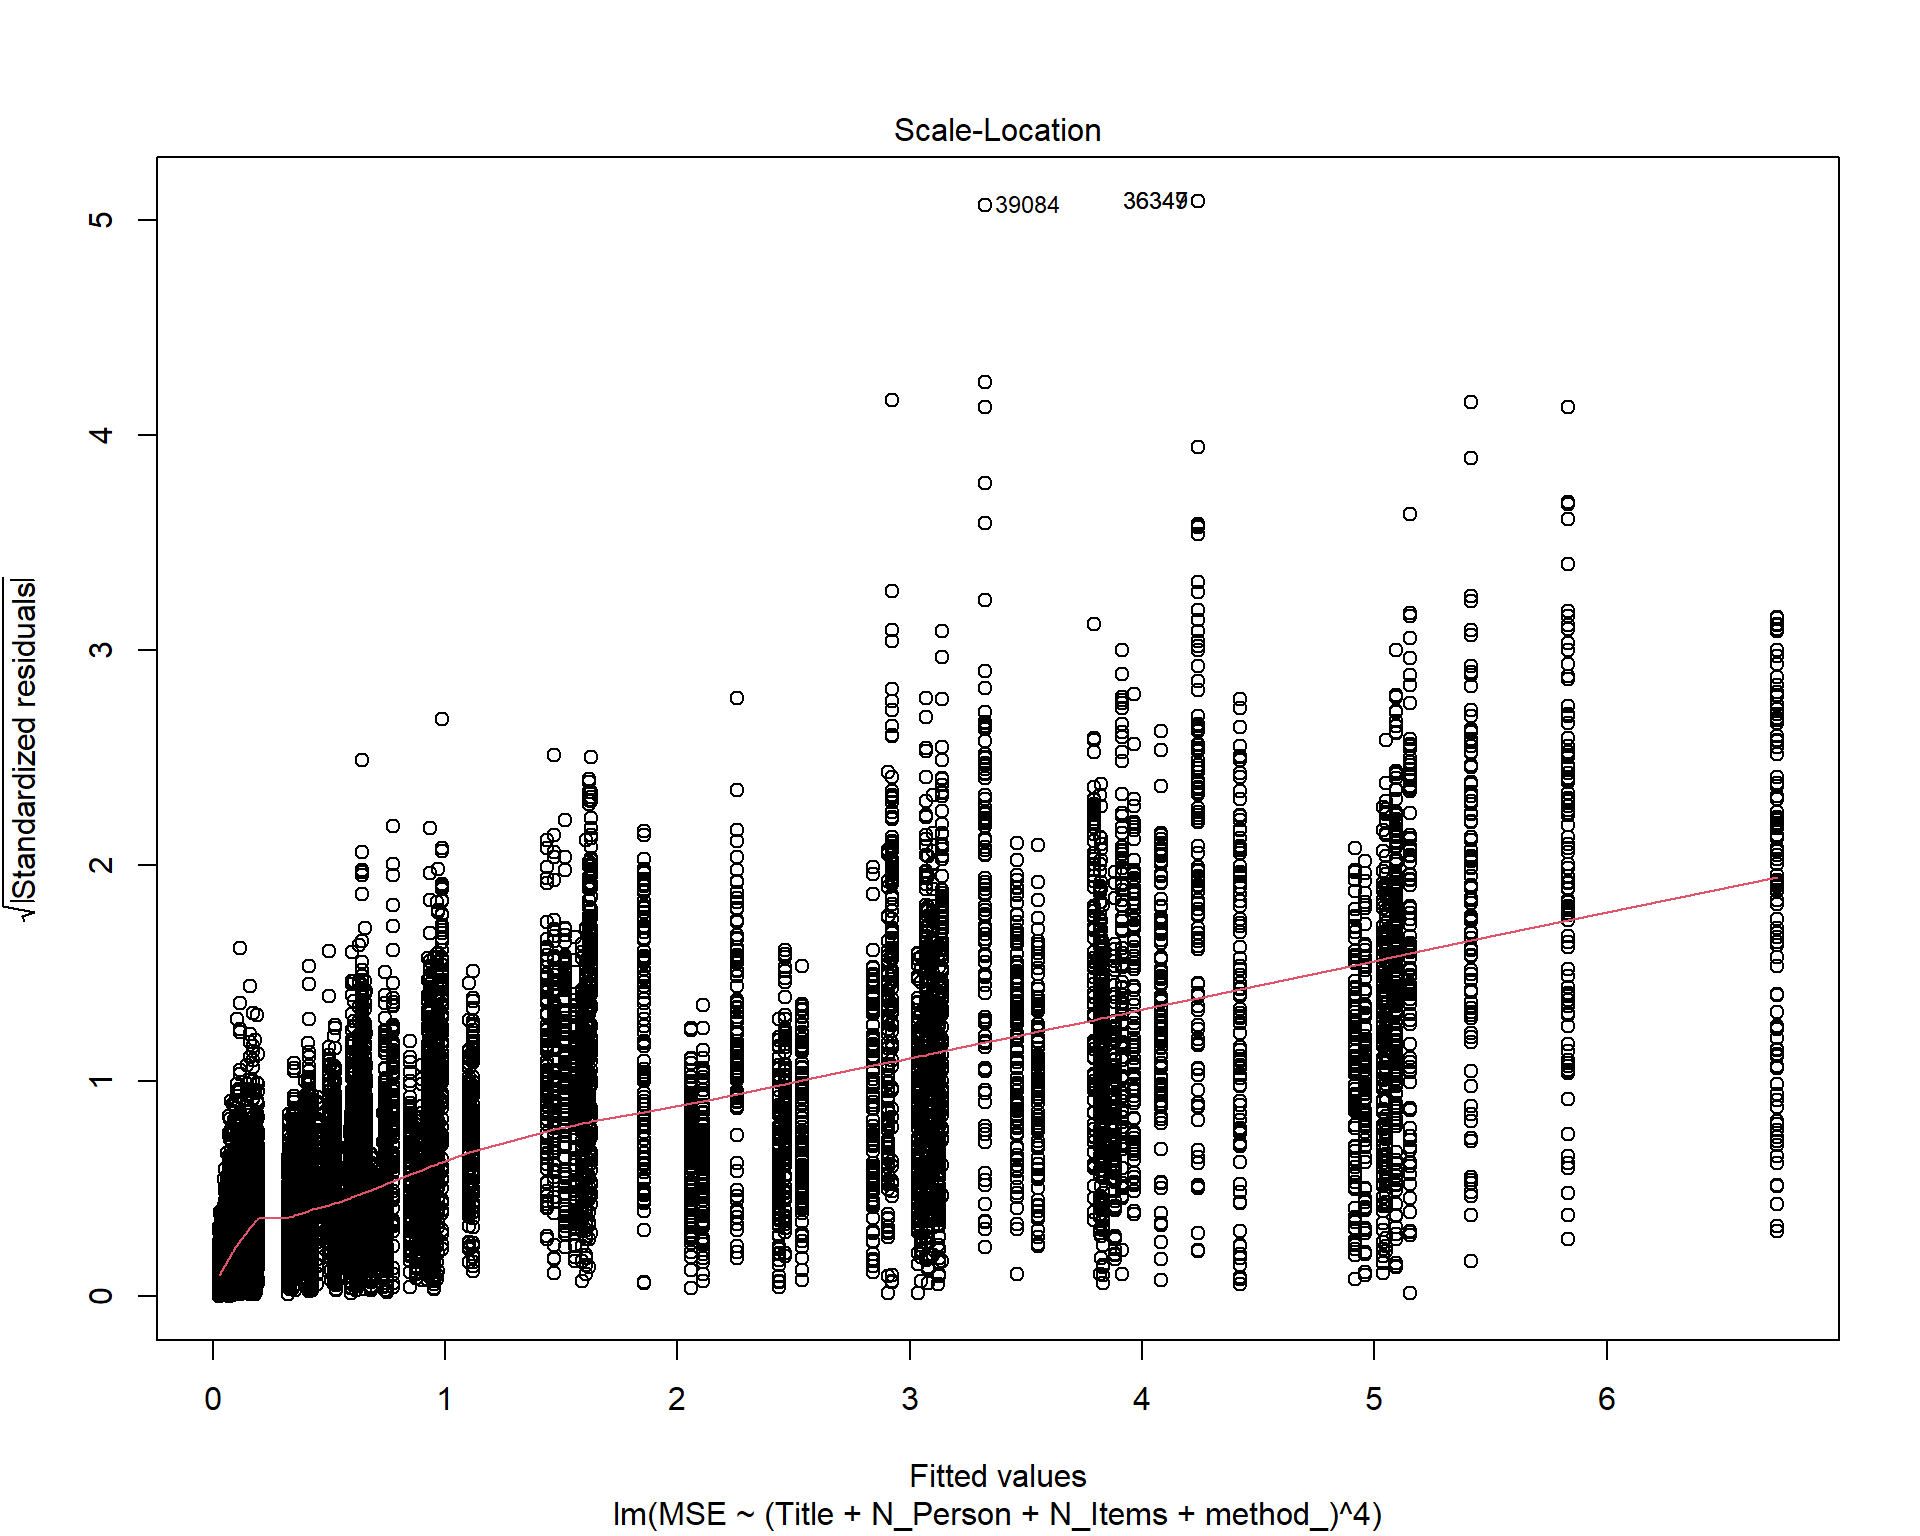 Scale-Location
√|Standardized residuals|
5
4
3
2
1
0
39084
0 1 2 3 4 5 6
Fitted values
lm(MSE ~ (Title + N_Person + N_Items + method_)^4)